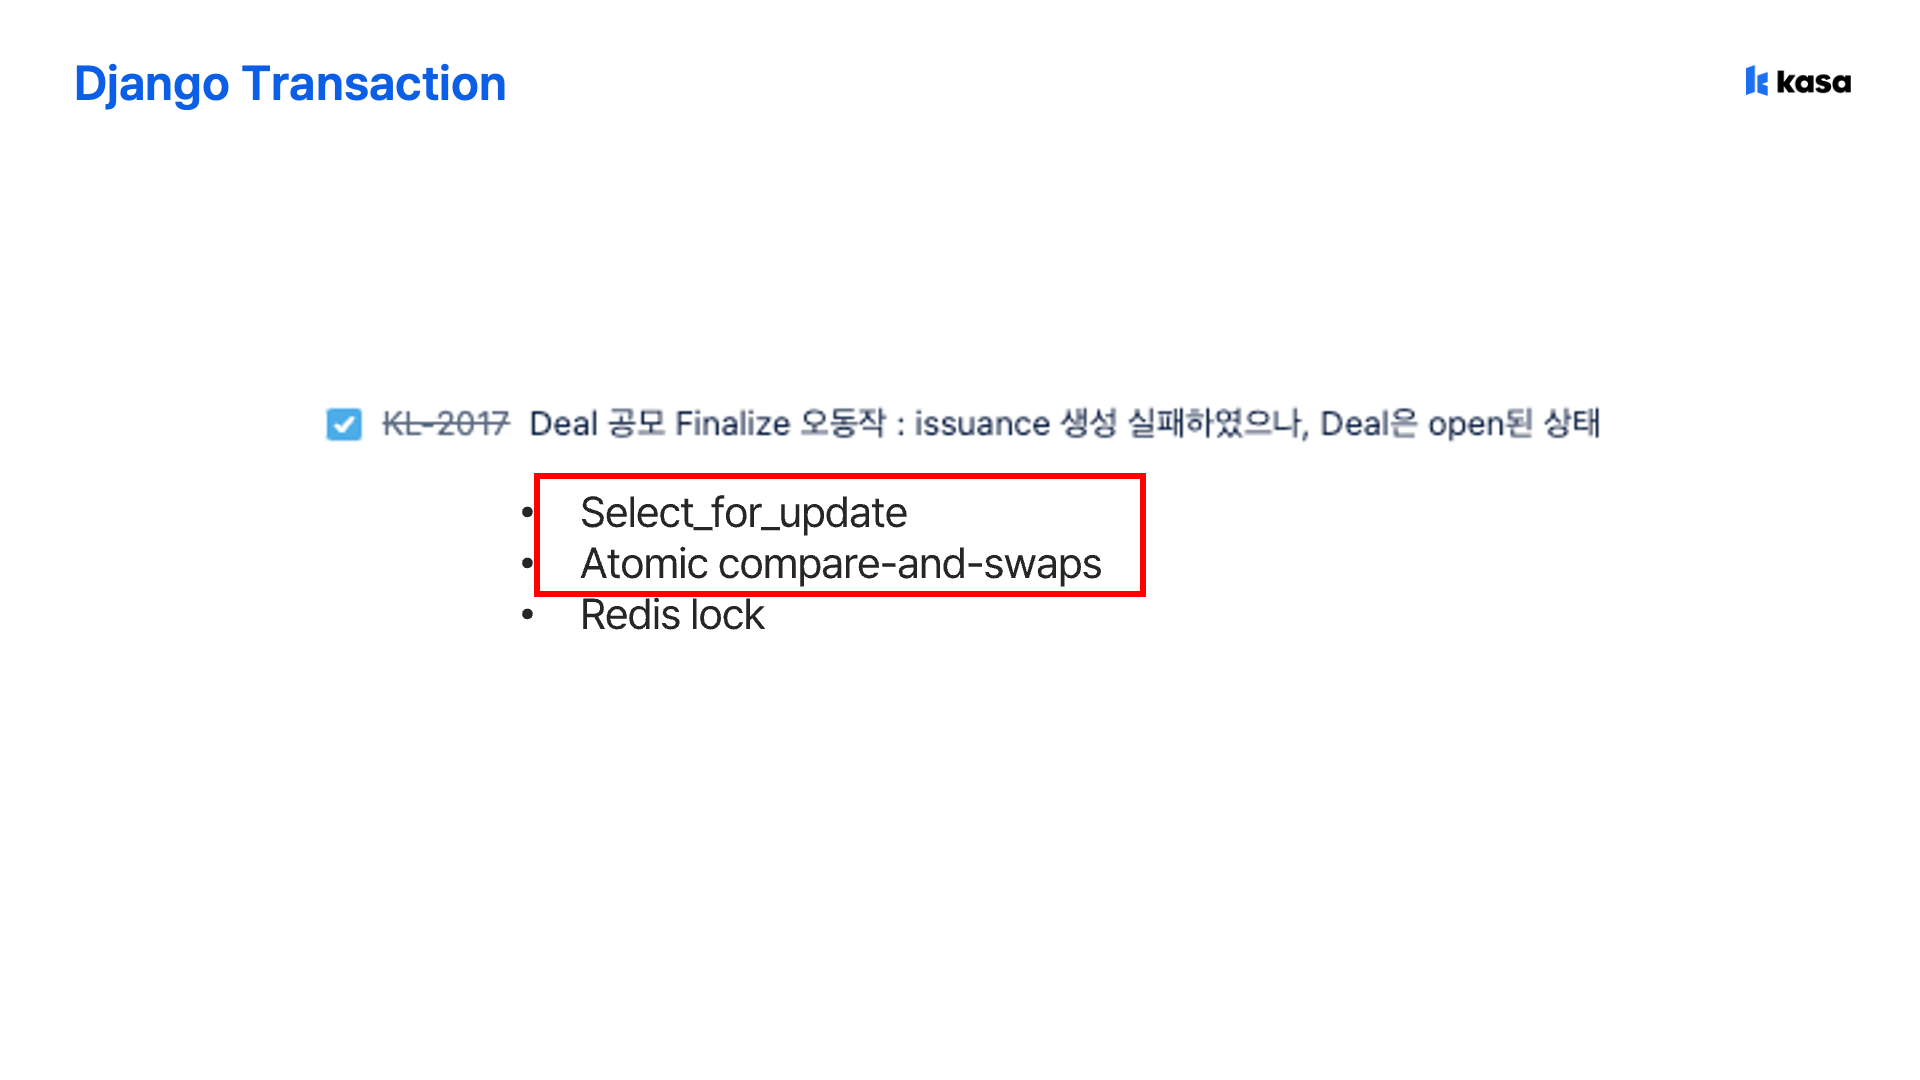 Django Transaction
kasa
KL-2017 Deal 공모 Finalize 오동작 : issuance 생성 실패하였으나, Deal은 open된 상태
• Select_for_update
• Atomic compare-and-swaps
• Redis lock